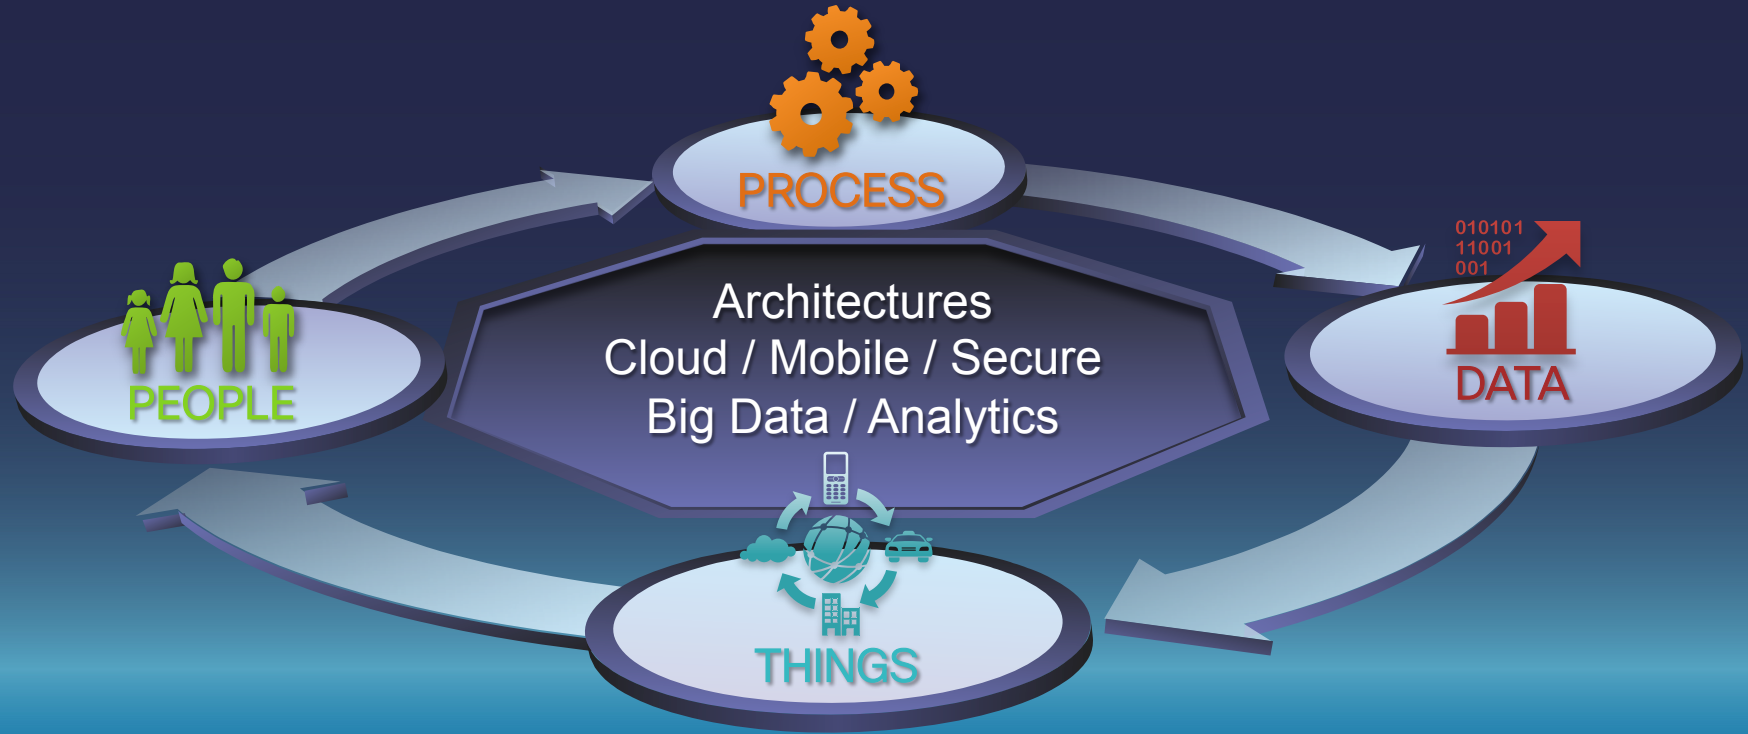 PROCESS
010101
11001
001
DATA
Architectures
Cloud / Mobile / Secure
Big Data / Analytics
PEOPLE
THINGS